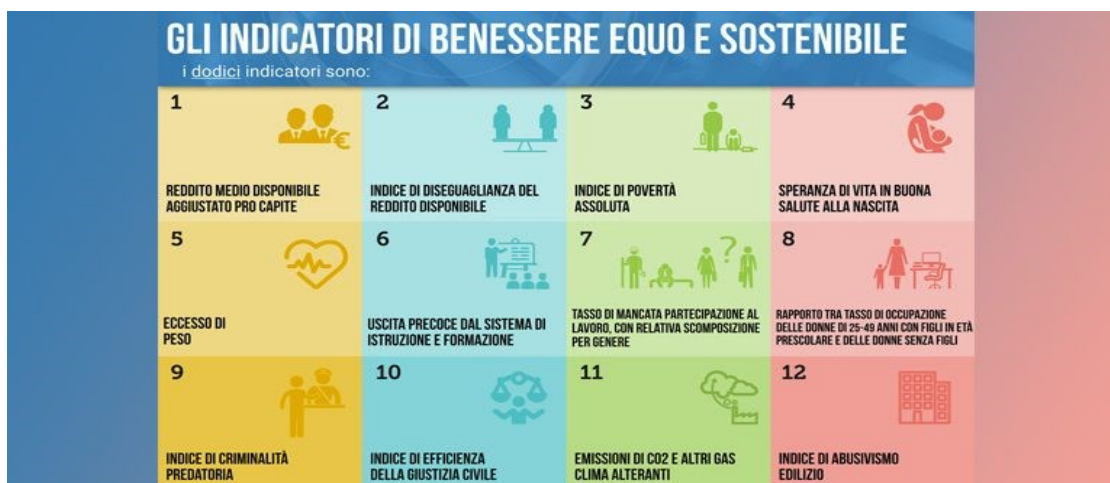 GLI INDICATORI DI BENESSERE EQUO E SOSTENIBILE
i dodici indicatori sono:
1
REDDITO MEDIO DISPONIBILE
AGGIUSTATO PRO CAPITE
2
INDICE DI DISEGUAGLIANZA DEL
REDDITO DISPONIBILE
3
INDICE DI POVERTÀ
ASSOLUTA
4
SPERANZA DI VITA IN BUONA
SALUTE ALLA NASCITA
5
ECCESSO DI
PESO
6
USCITA PRECOCE DAL SISTEMA DI
ISTRUZIONE E FORMAZIONE
7
?
TASSO DI MANCATA PARTECIPAZIONE AL
LAVORO, CON RELATIVA SCOMPOSIZIONE
PER GENERE
8
RAPPORTO TRA TASSO DI OCCUPAZIONE
DELLE DONNE DI 25-49 ANNI CON FIGLI IN ETÀ
PRESCOLARE E DELLE DONNE SENZA FIGLI
9
INDICE DI CRIMINALITÀ
PREDATORIA
10
INDICE DI EFFICIENZA
DELLA GIUSTIZIA CIVILE
11
EMISSIONI DI CO2 E ALTRI GAS
CLIMA ALTERANTI
12
INDICE DI ABUSIVISMO
EDILIZIO